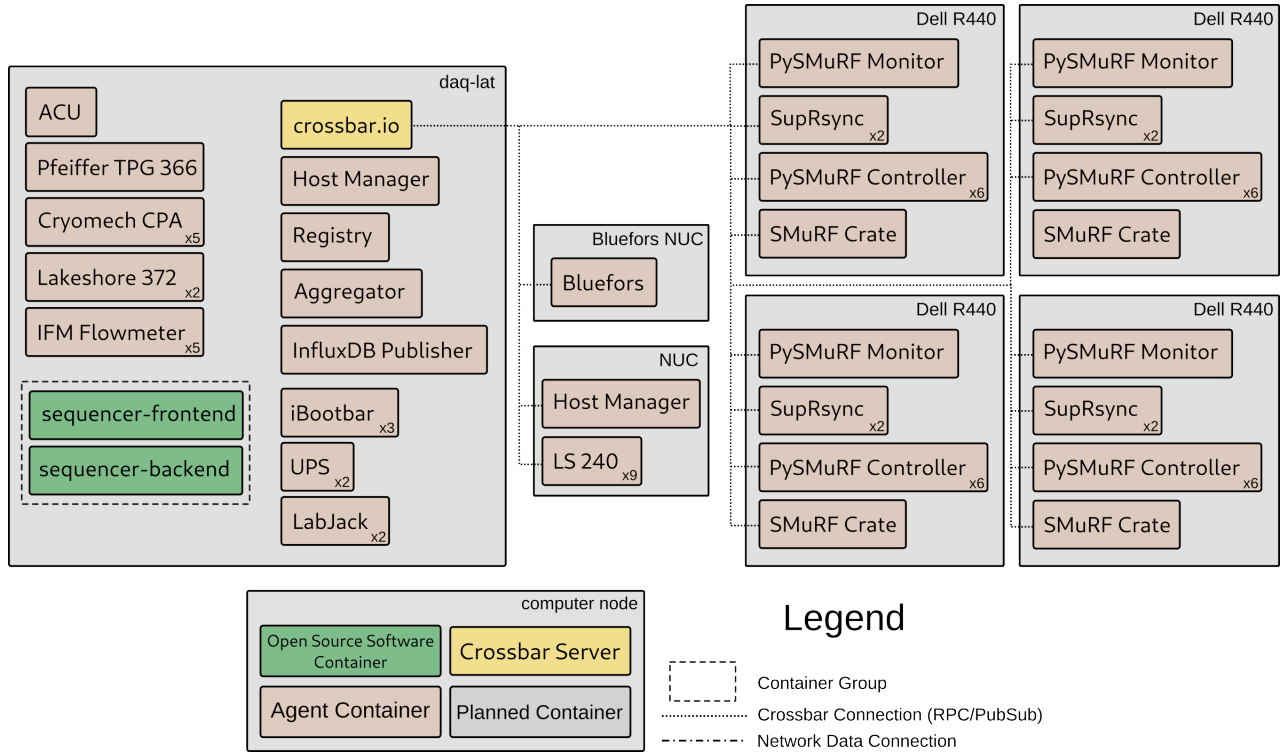 daq-lat
ACU
Pfeiffer TPG 366
Cryomech CPA
x5
Lakeshore 372
x2
IFM Flowmeter
x5
sequencer-frontend
sequencer-backend
crossbar.io
Host Manager
Registry
Aggregator
InfluxDB Publisher
iBootbar
x3
UPS
x2
LabJack
x2
Bluefors NUC
Bluefors
NUC
Host Manager
LS 240
x9
Dell R440
PySMuRF Monitor
SupRsync
x2
PySMuRF Controller
x6
SMuRF Crate
Dell R440
PySMuRF Monitor
SupRsync
x2
PySMuRF Controller
x6
SMuRF Crate
Dell R440
PySMuRF Monitor
SupRsync
x2
PySMuRF Controller
x6
SMuRF Crate
Dell R440
PySMuRF Monitor
SupRsync
x2
PySMuRF Controller
x6
SMuRF Crate
computer node
Open Source Software
Container
Crossbar Server
Agent Container
Planned Container
Legend
Container Group
Crossbar Connection (RPC/PubSub)
Network Data Connection